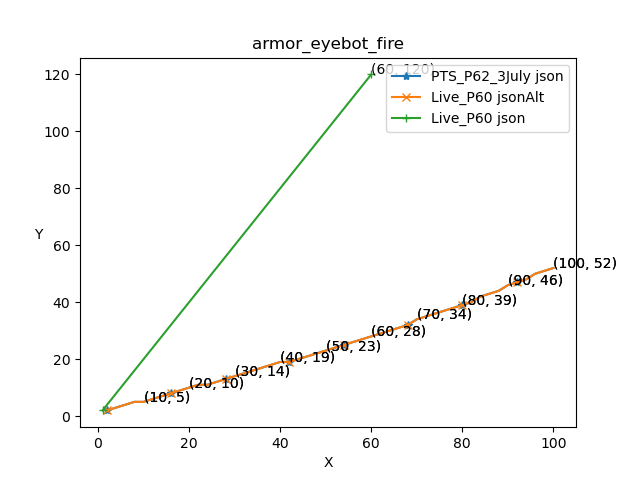 armor_eyebot_fire
(60, 120)
PTS_P62_3July json
Live_P60 jsonAlt
Live_P60 json
Y
120
100
80
60
40
20
0
(100, 52)
(90, 46)
(80, 39)
(70, 34)
(60, 28)
(50, 23)
(40, 19)
(30, 14)
(20, 10)
(10, 5)
0 20 40 60 80 100
X